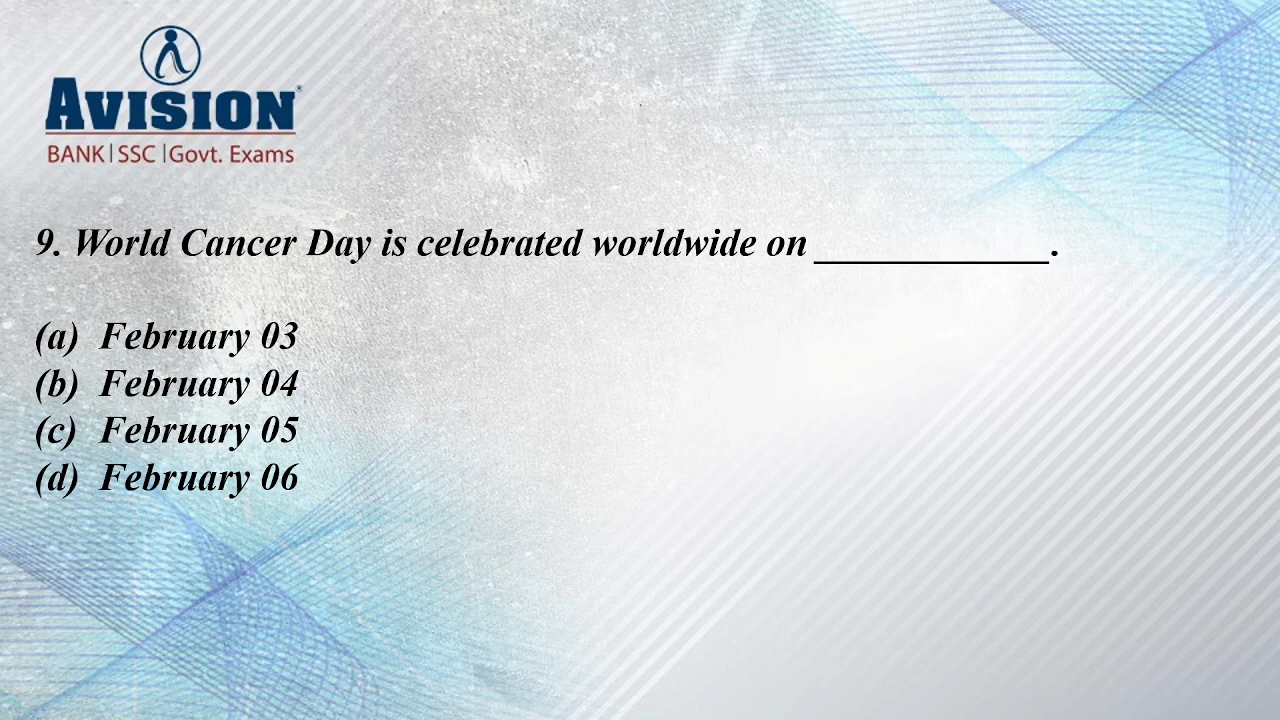 AVISION
BANK | SSC | Govt. Exams
9. World Cancer Day is celebrated worldwide on ____________.
(a) February 03
(b) February 04
(c) February 05
(d) February 06